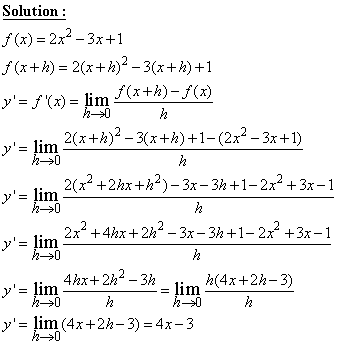 Solution :
f(x) = 2x² − 3x + 1
f(x+h) = 2(x+h)² − 3(x+h) + 1
y' = f'(x) = lim h→0 (f(x+h) − f(x))/h
y' = lim h→0 (2(x+h)² − 3(x+h) + 1 − (2x² − 3x + 1))/h
y' = lim h→0 (2(x² + 2hx + h²) − 3x − 3h + 1 − 2x² + 3x − 1)/h
y' = lim h→0 (2x² + 4hx + 2h² − 3x − 3h + 1 − 2x² + 3x − 1)/h
y' = lim h→0 (4hx + 2h² − 3h)/h = lim h→0 (h(4x + 2h − 3))/h
y' = lim h→0 (4x + 2h − 3) = 4x − 3